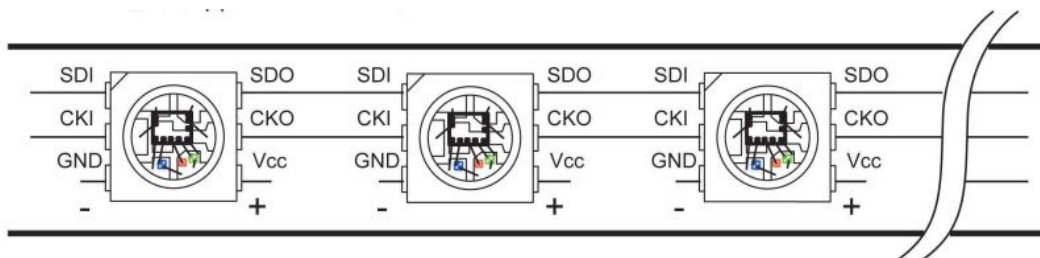 SDI SDO SDI SDO SDI SDO
CKI CKO CKI CKO CKI CKO
GND Vcc GND Vcc GND Vcc
- + - + - +